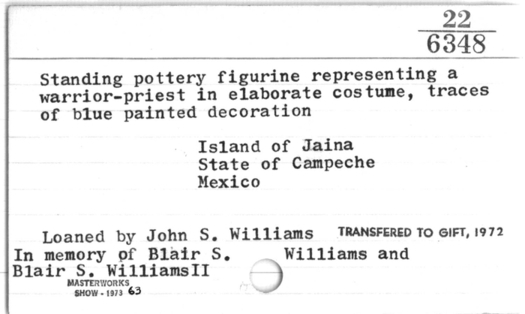 22
6348
Standing pottery figurine representing a
warrior-priest in elaborate costume, traces
of blue painted decoration
Island of Jaina
State of Campeche
Mexico
Loaned by John S. Williams TRANSFERED TO GIFT, 1972
In memory of Blair S. Williams and
Blair S. WilliamsII
MASTERWORKS
SHOW - 1973 63